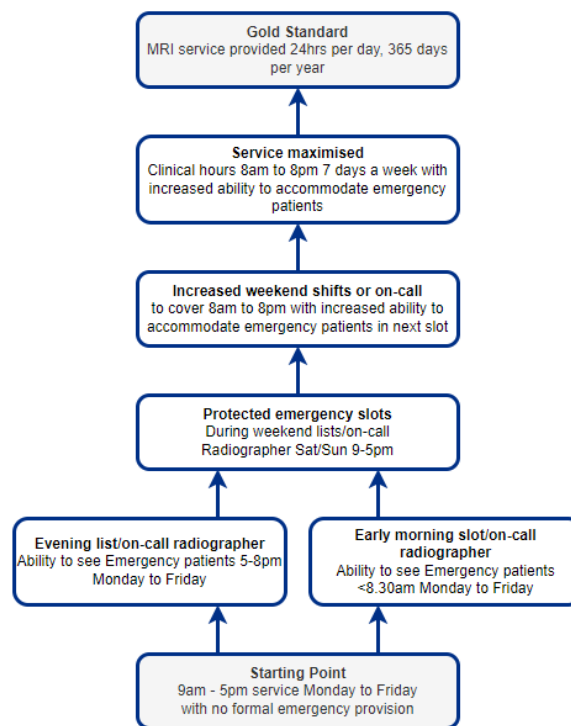 Gold Standard
MRI service provided 24hrs per day, 365 days
per year
Service maximised
Clinical hours 8am to 8pm 7 days a week with
increased ability to accommodate emergency
patients
Increased weekend shifts or on-call
to cover 8am to 8pm with increased ability to
accommodate emergency patients in next slot
Protected emergency slots
During weekend lists/on-call
Radiographer Sat/Sun 9-5pm
Evening list/on-call radiographer
Ability to see Emergency patients 5-8pm
Monday to Friday
Early morning slot/on-call
radiographer
Ability to see Emergency patients
<8.30am Monday to Friday
Starting Point
9am - 5pm service Monday to Friday
with no formal emergency provision